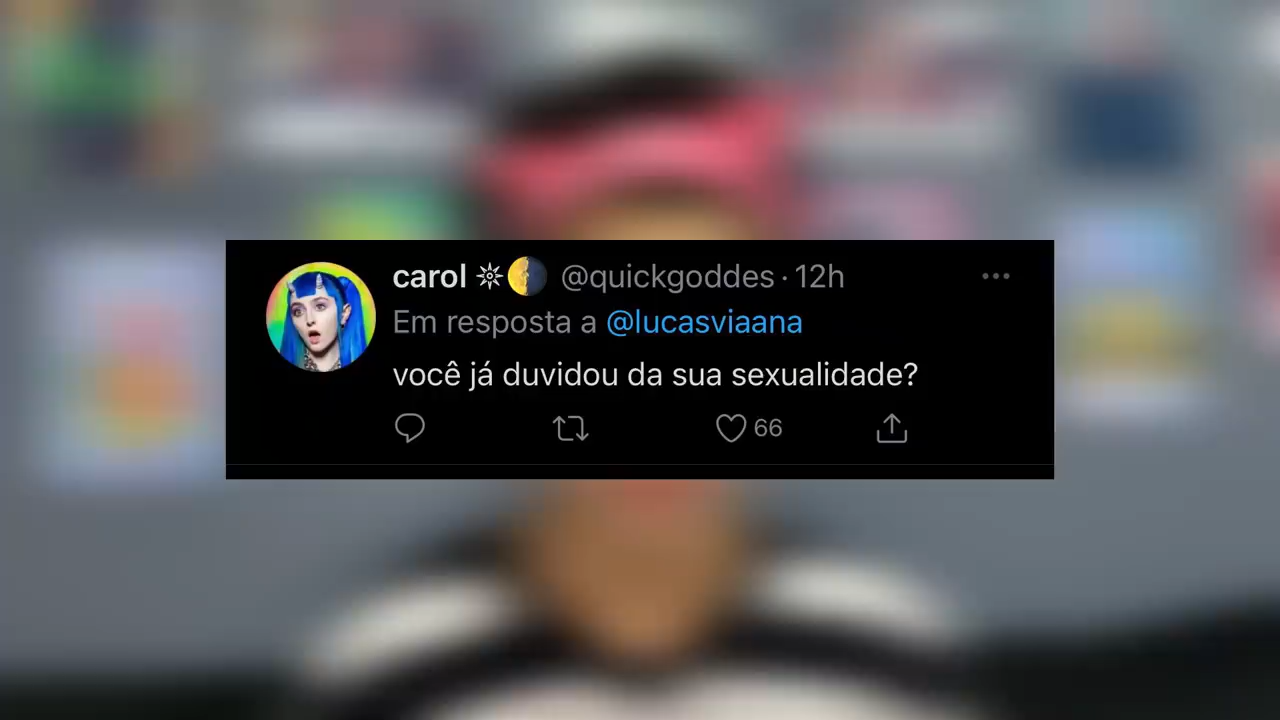 carol ☀🌗 @quickgoddes · 12h
Em resposta a @lucasviaana
você já duvidou da sua sexualidade?
66